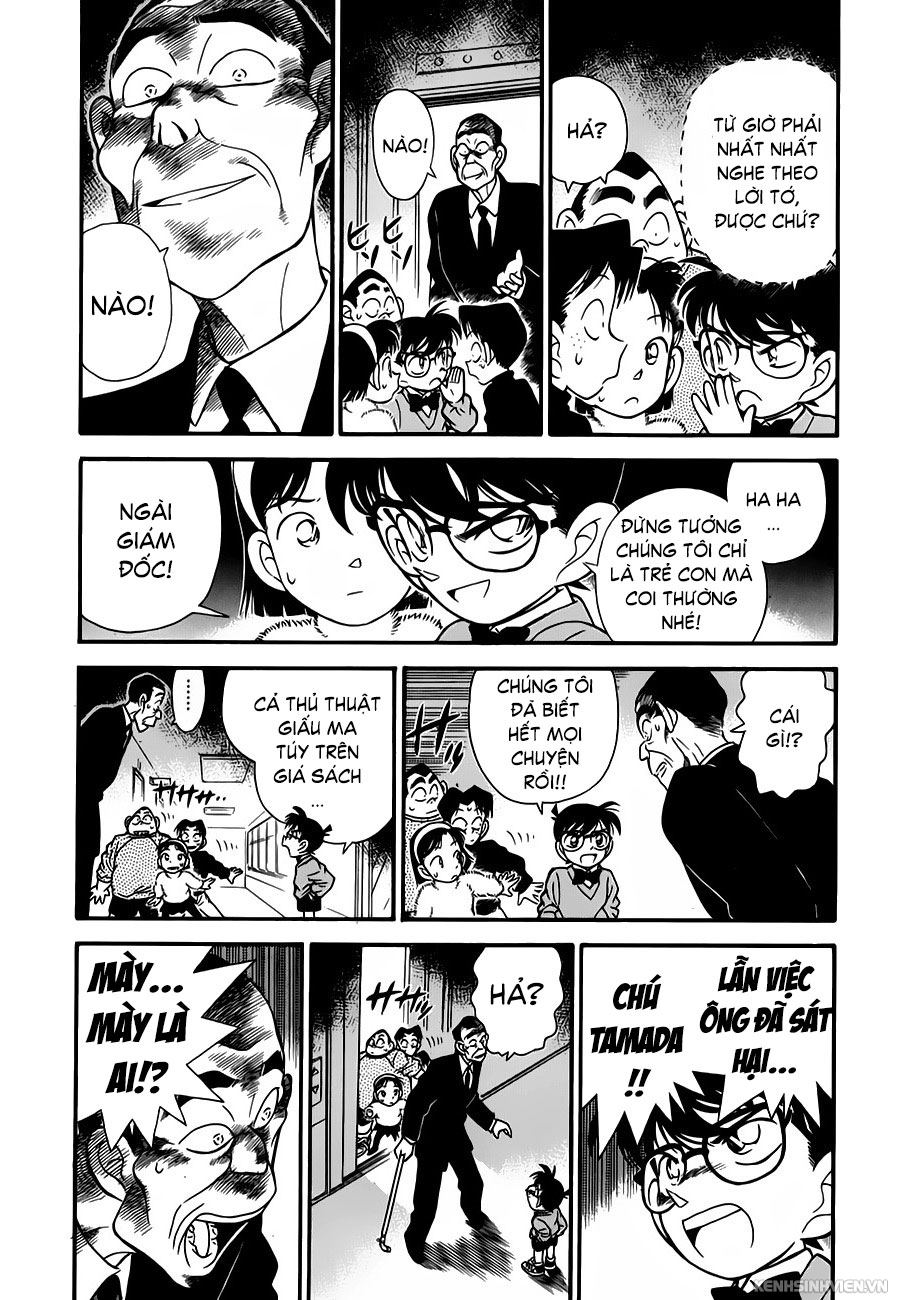 TỪ GIỜ PHẢI
NHẤT NHẤT
NGHE THEO
LỜI TỚ,
ĐƯỢC CHỨ?
HẢ?
NÀO!
ビビ
NÀO!
HA HA
...
ĐỪNG TƯỞNG
CHÚNG TÔI CHỈ
LÀ TRẺ CON MÀ
COI THƯỜNG
NHÉ!
NGÀI
GIÁM
ĐỐC!
CÁI
GÌ!?
CHÚNG TÔI
ĐÃ BIẾT
HẾT MỌI
CHUYỆN
RỒI!!
CẢ THỦ THUẬT
GIẤU MA
TÚY TRÊN
GIÁ SÁCH
...
......
LẪN VIỆC
ÔNG ĐÃ SÁT
HẠI...
CHÚ
TAMADA
!!
HẢ?
MÀY...
MÀY LÀ
AI!?
XENHSINHVIEN.VN